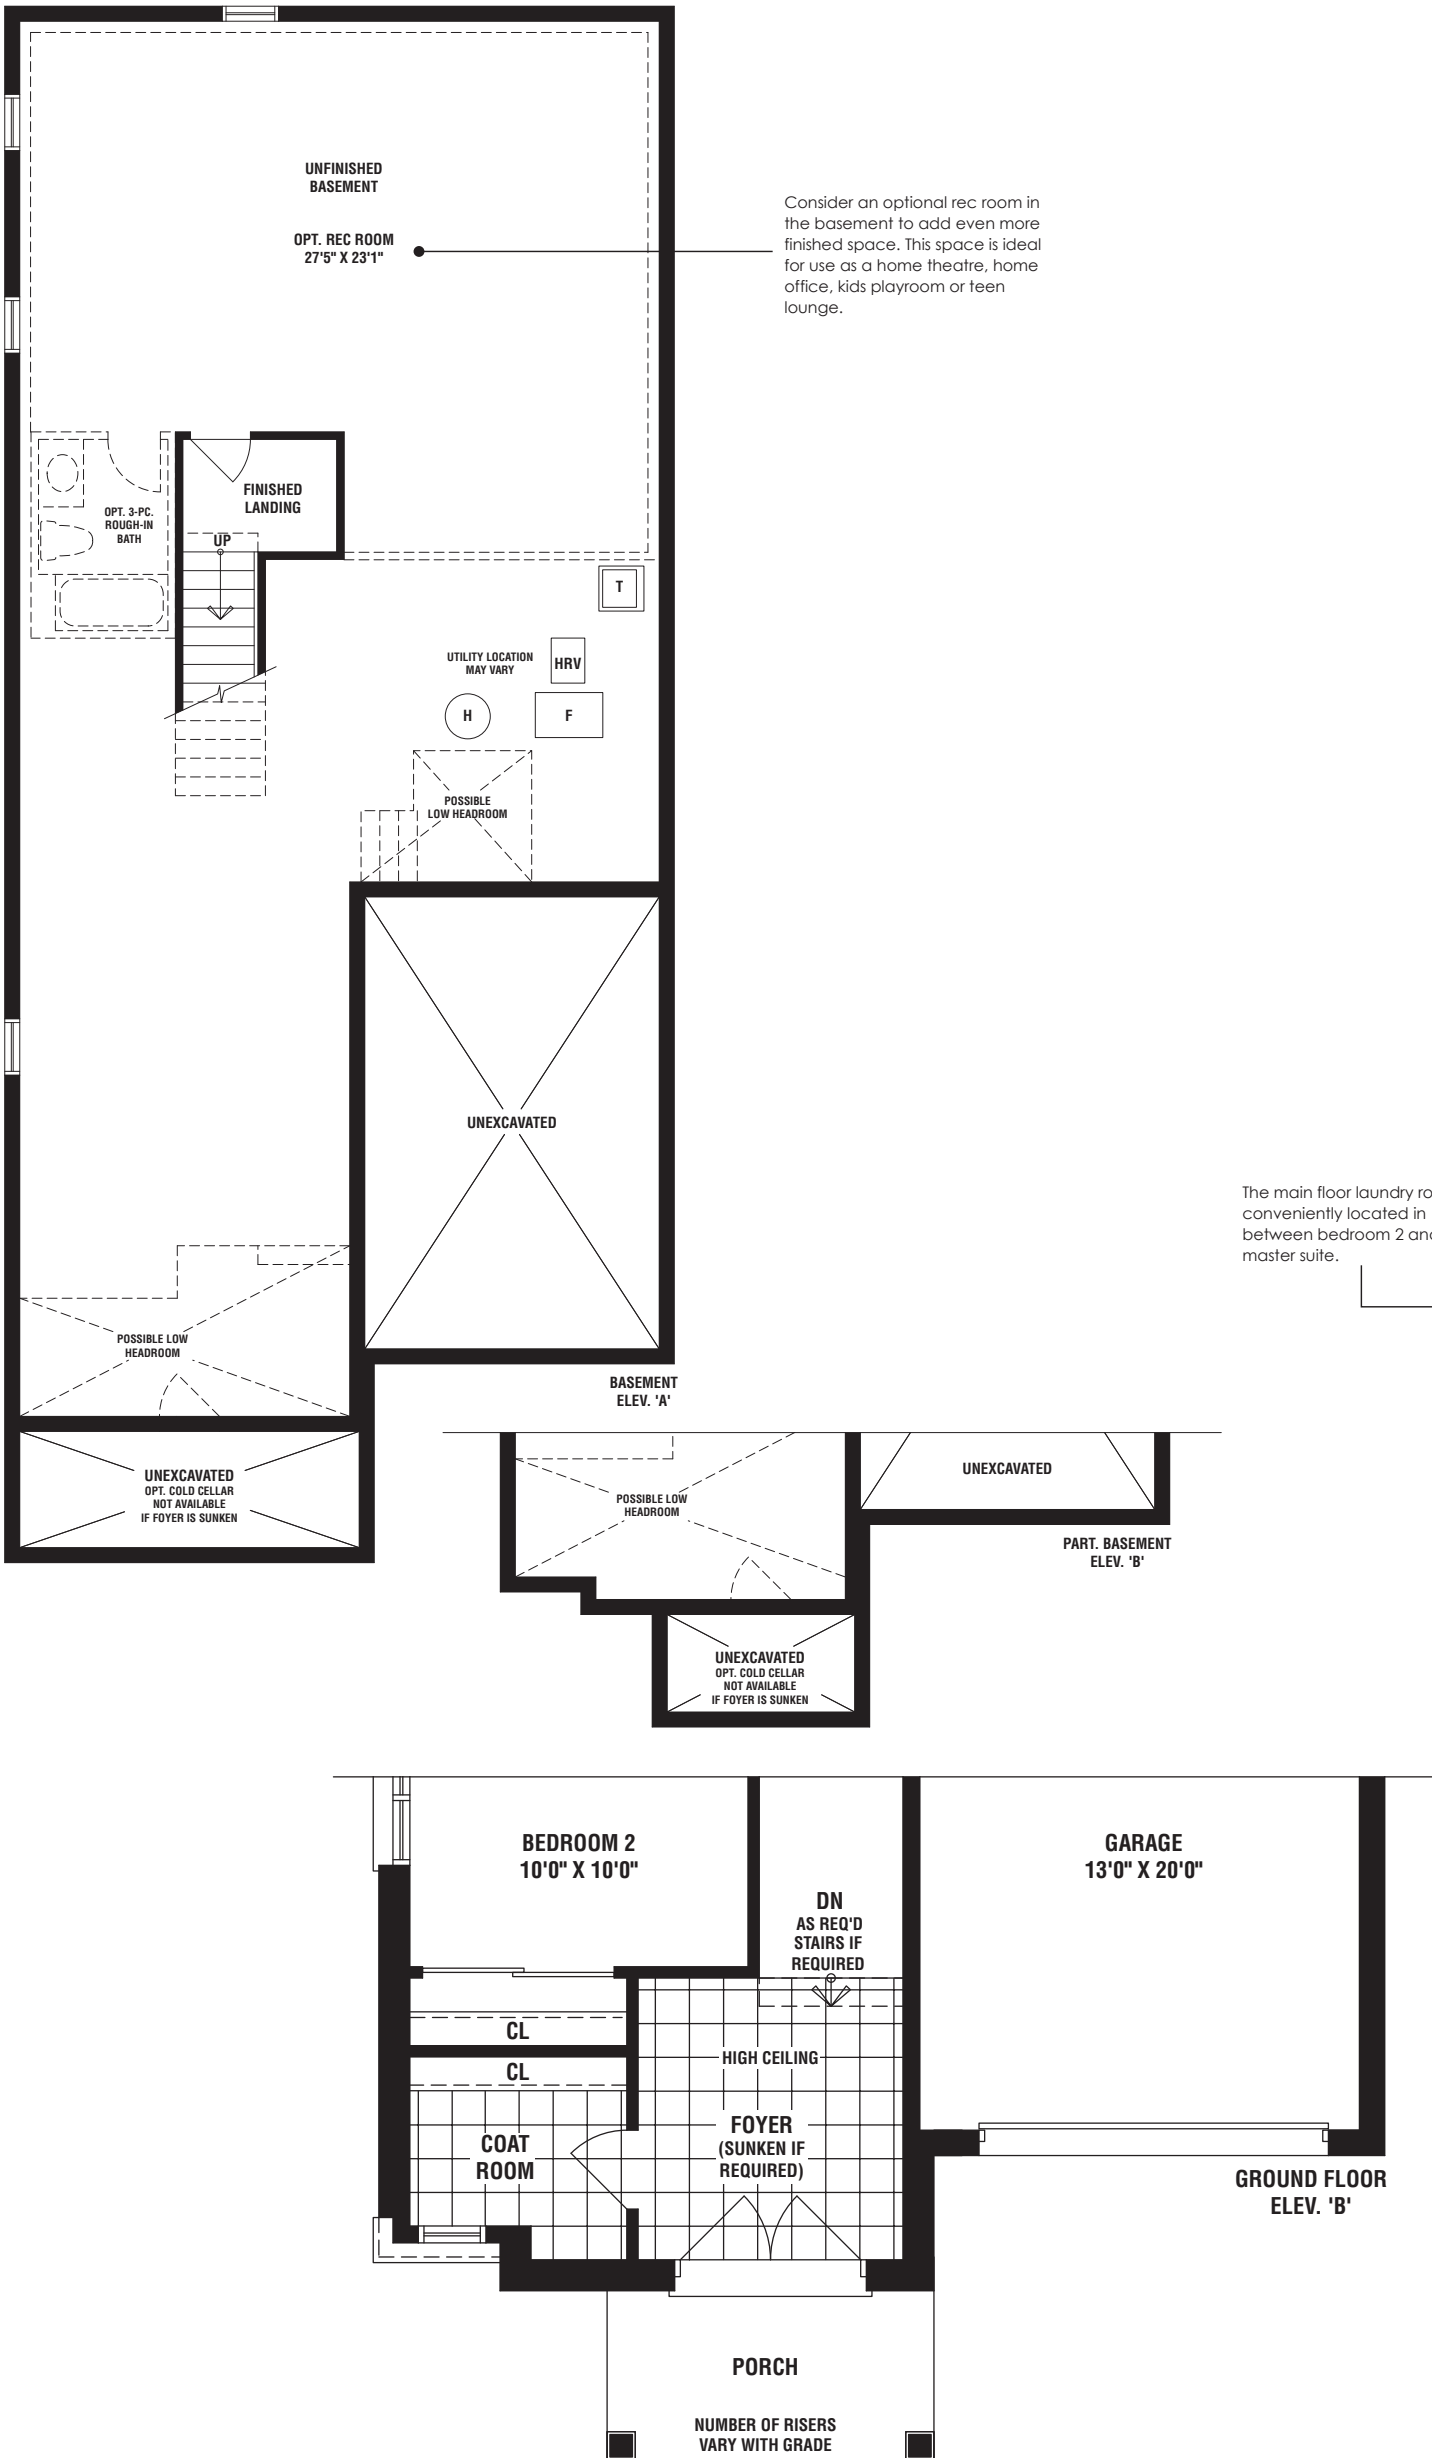 UNFINISHED
BASEMENT
OPT. REC ROOM
27'5" X 23'1"
Consider an optional rec room in
the basement to add even more
finished space. This space is ideal
for use as a home theatre, home
office, kids playroom or teen
lounge.
FINISHED
LANDING
OPT. 3-PC.
ROUGH-IN
BATH
UP
T
UTILITY LOCATION
MAY VARY
HRV
H
F
POSSIBLE
LOW HEADROOM
UNEXCAVATED
The main floor laundry ro
conveniently located in
between bedroom 2 and
master suite.
POSSIBLE LOW
HEADROOM
BASEMENT
ELEV. 'A'
UNEXCAVATED
OPT. COLD CELLAR
NOT AVAILABLE
IF FOYER IS SUNKEN
POSSIBLE LOW
HEADROOM
UNEXCAVATED
PART. BASEMENT
ELEV. 'B'
UNEXCAVATED
OPT. COLD CELLAR
NOT AVAILABLE
IF FOYER IS SUNKEN
BEDROOM 2
10'0" X 10'0"
GARAGE
13'0" X 20'0"
DN
AS REQ'D
STAIRS IF
REQUIRED
CL
CL
HIGH CEILING
COAT
ROOM
FOYER
(SUNKEN IF
REQUIRED)
GROUND FLOOR
ELEV. 'B'
PORCH
NUMBER OF RISERS
VARY WITH GRADE